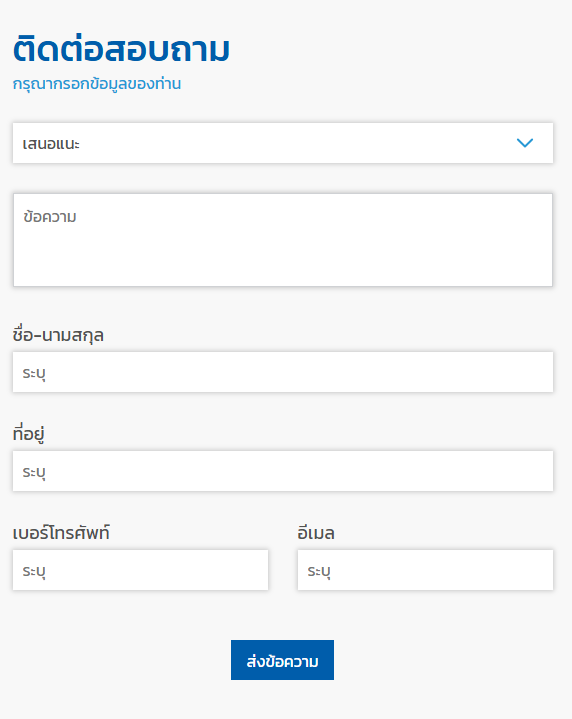 ติดต่อสอบถาม
กรุณากรอกข้อมูลของท่าน
เสนอแนะ
ข้อความ
ชื่อ-นามสกุล
ระบุ
ที่อยู่
ระบุ
เบอร์โทรศัพท์
ระบุ
อีเมล
ระบุ
ส่งข้อความ